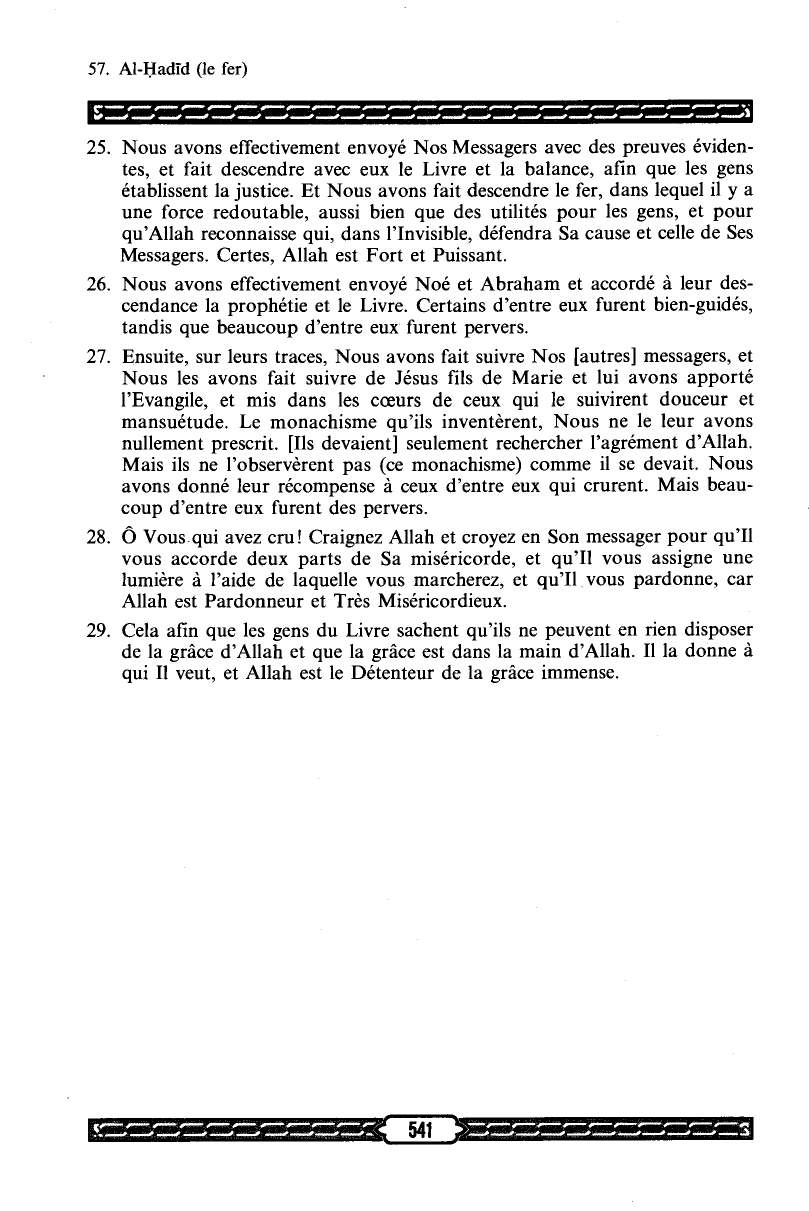 57. Al-Ḥadīd (le fer)
25. Nous avons effectivement envoyé Nos Messagers avec des preuves éviden-
tes, et fait descendre avec eux le Livre et la balance, afin que les gens
établissent la justice. Et Nous avons fait descendre le fer, dans lequel il y a
une force redoutable, aussi bien que des utilités pour les gens, et pour
qu'Allah reconnaisse qui, dans l'Invisible, défendra Sa cause et celle de Ses
Messagers. Certes, Allah est Fort et Puissant.
26. Nous avons effectivement envoyé Noé et Abraham et accordé à leur des-
cendance la prophétie et le Livre. Certains d'entre eux furent bien-guidés,
tandis que beaucoup d'entre eux furent pervers.
27. Ensuite, sur leurs traces, Nous avons fait suivre Nos [autres] messagers, et
Nous les avons fait suivre de Jésus fils de Marie et lui avons apporté
l'Evangile, et mis dans les cœurs de ceux qui le suivirent douceur et
mansuétude. Le monachisme qu'ils inventèrent, Nous ne le leur avons
nullement prescrit. [Ils devaient] seulement rechercher l'agrément d'Allah.
Mais ils ne l'observèrent pas (ce monachisme) comme il se devait. Nous
avons donné leur récompense à ceux d'entre eux qui crurent. Mais beau-
coup d'entre eux furent des pervers.
28. Ô Vous qui avez cru! Craignez Allah et croyez en Son messager pour qu'Il
vous accorde deux parts de Sa miséricorde, et qu'Il vous assigne une
lumière à l'aide de laquelle vous marcherez, et qu'Il vous pardonne, car
Allah est Pardonneur et Très Miséricordieux.
29. Cela afin que les gens du Livre sachent qu'ils ne peuvent en rien disposer
de la grâce d'Allah et que la grâce est dans la main d'Allah. Il la donne à
qui Il veut, et Allah est le Détenteur de la grâce immense.
541